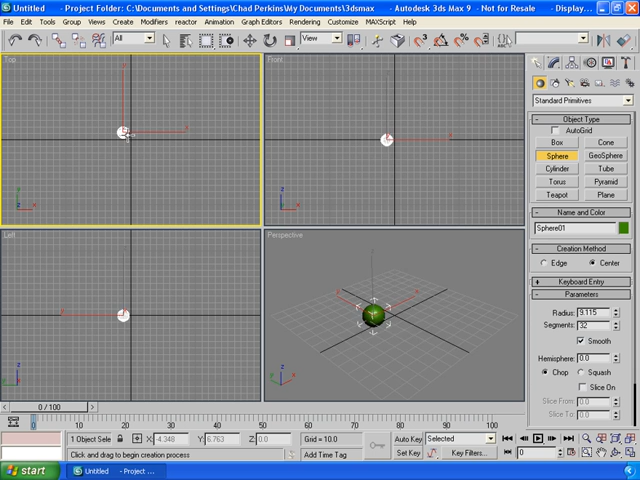 Untitled - Project Folder: C:\Documents and Settings\Chad Perkins\My Documents\3dsmax - Autodesk 3ds Max 9 - Not for Resale - Display...
File Edit Tools Group Views Create Modifiers reactor Animation Graph Editors Rendering Customize MAXScript Help
All View
Top
Front
Left
Perspective
Standard Primitives
Object Type
AutoGrid
Box Cone
Sphere GeoSphere
Cylinder Tube
Torus Pyramid
Teapot Plane
Name and Color
Sphere01
Creation Method
Edge Center
Keyboard Entry
Parameters
Radius: 9.115
Segments: 32
Smooth
Hemisphere: 0.0
Chop Squash
Slice On
Slice From: 0.0
Slice To: 0.0
0 / 100
0 10 20 30 40 50 60 70 80 90 100
1 Object Sele X: -4.348 Y: 6.763 Z: 0.0 Grid = 10.0 Auto Key Selected
Click and drag to begin creation process Add Time Tag Set Key Key Filters... 0
start Untitled - Project ...